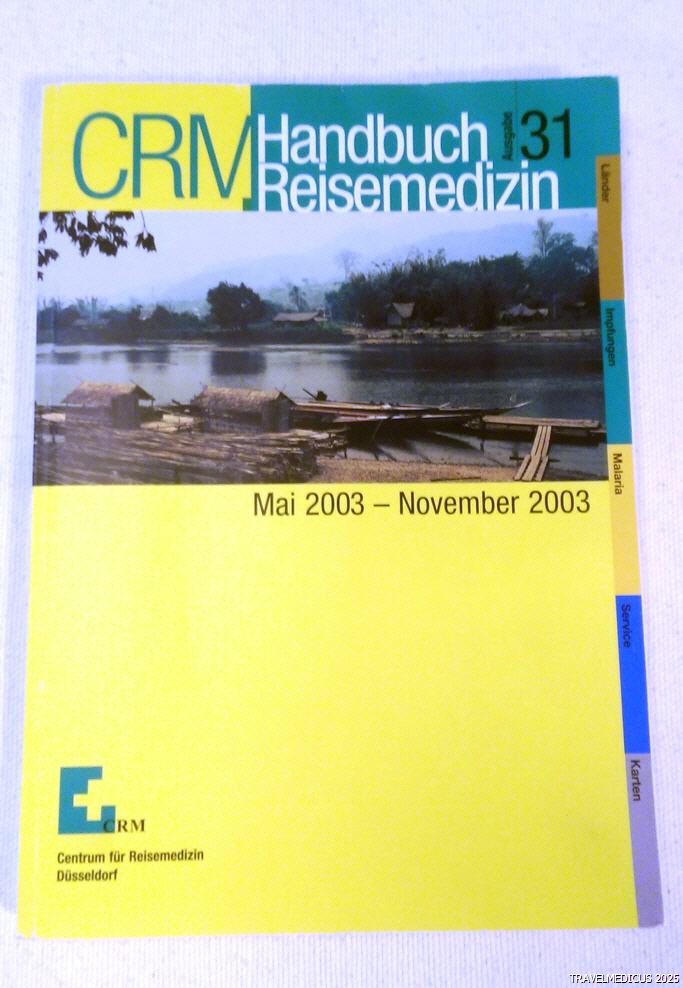 CRM Handbuch Ausgabe 31
Reisemedizin
Länder
Impfungen
Malaria
Service
Karten
Mai 2003 – November 2003
CRM
Centrum für Reisemedizin
Düsseldorf
TRAVELMEDICUS 2025